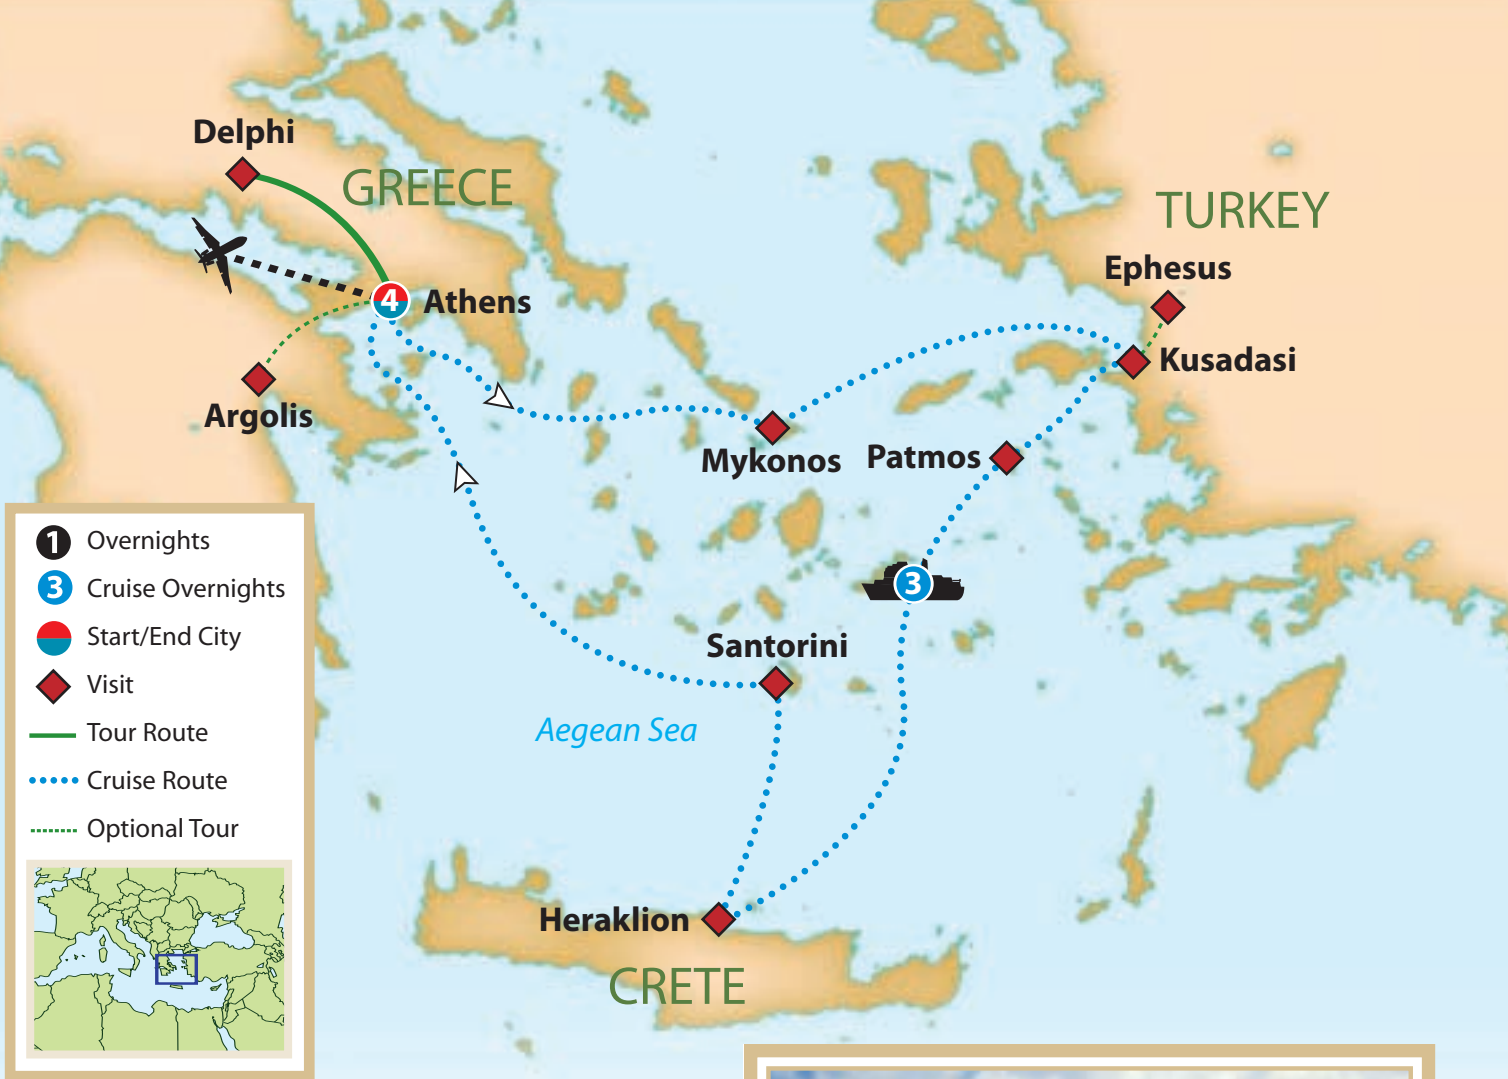 Delphi
GREECE
TURKEY
Ephesus
4
Athens
Kusadasi
Argolis
Mykonos
Patmos
3
Santorini
Aegean Sea
Heraklion
CRETE
1 Overnights
3 Cruise Overnights
Start/End City
Visit
Tour Route
Cruise Route
Optional Tour